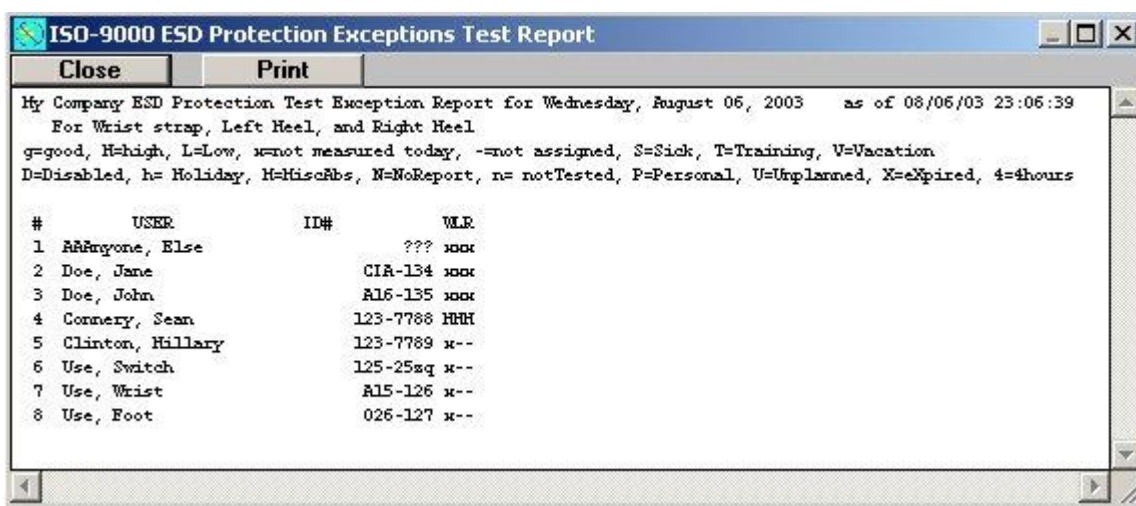 ISO-9000 ESD Protection Exceptions Test Report
Close Print
My Company ESD Protection Test Exception Report for Wednesday, August 06, 2003 as of 08/06/03 23:06:39
For Wrist strap, Left Heel, and Right Heel
g=good, H=high, L=Low, x=not measured today, -=not assigned, S=Sick, T=Training, V=Vacation
D=Disabled, h= Holiday, M=MiscAbs, N=NoReport, n= notTested, P=Personal, U=Unplanned, X=eXpired, 4=4hours
# USER ID# WLR
1 AAAnyone, Else ??? xxx
2 Doe, Jane CIA-134 xxx
3 Doe, John A16-135 xxx
4 Connery, Sean 123-7788 HHH
5 Clinton, Hillary 123-7789 x--
6 Use, Switch 125-25sq x--
7 Use, Wrist A15-126 x--
8 Use, Foot 026-127 x--